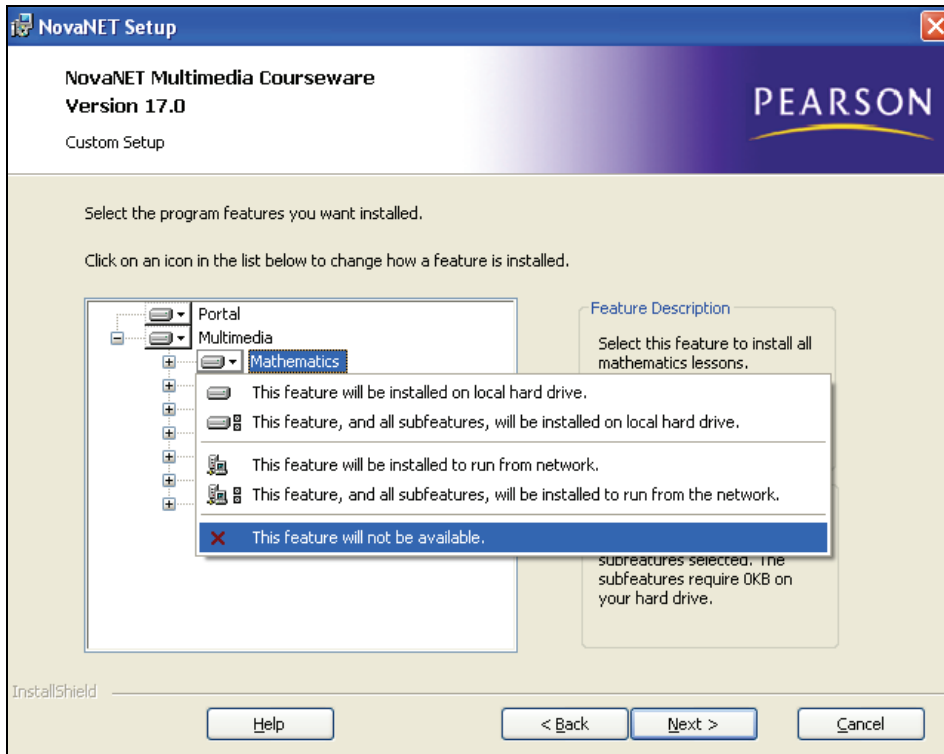 NovaNET Setup
NovaNET Multimedia Courseware
Version 17.0
PEARSON
Custom Setup
Select the program features you want installed.
Click on an icon in the list below to change how a feature is installed.
Portal
Multimedia
Mathematics
Feature Description
Select this feature to install all
mathematics lessons.
This feature will be installed on local hard drive.
This feature, and all subfeatures, will be installed on local hard drive.
This feature will be installed to run from network.
This feature, and all subfeatures, will be installed to run from the network.
This feature will not be available.
subfeatures selected. The
subfeatures require 0KB on
your hard drive.
InstallShield
Help
< Back
Next >
Cancel